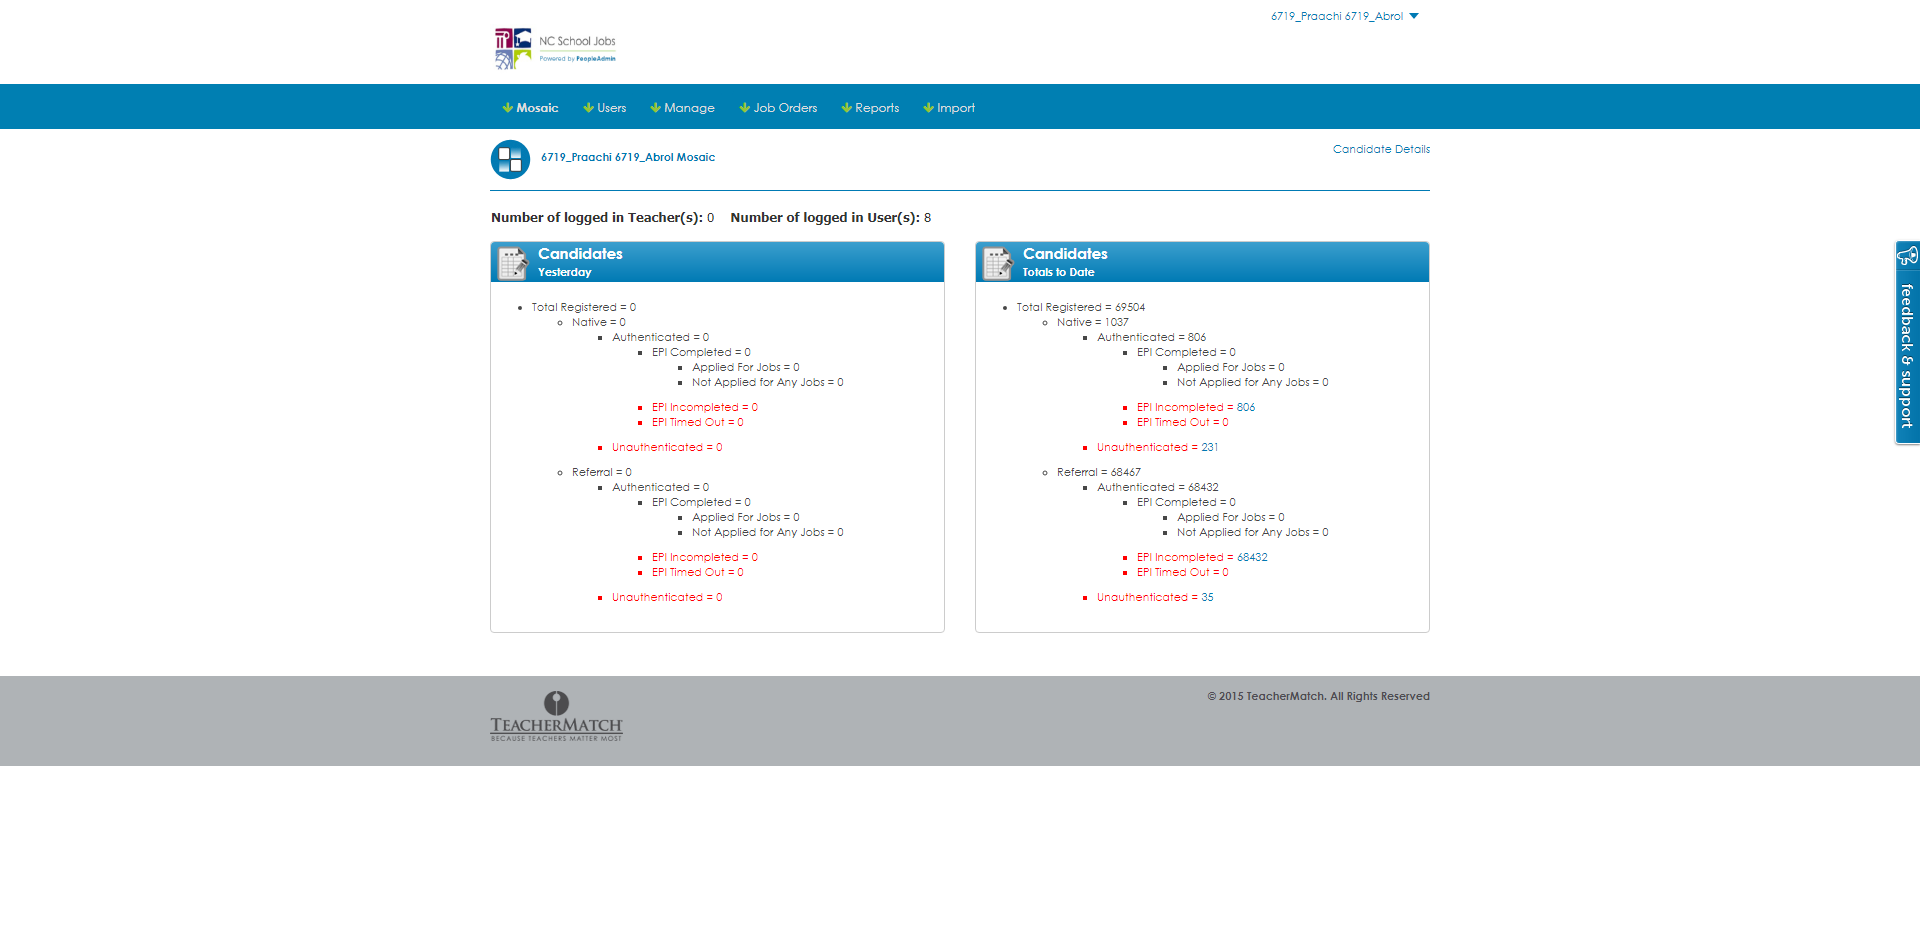 6719_Praachi 6719_Abrol
NC School Jobs
Powered by PeopleAdmin
Mosaic Users Manage Job Orders Reports Import
6719_Praachi 6719_Abrol Mosaic
Candidate Details
Number of logged in Teacher(s): 0 Number of logged in User(s): 8
Candidates
Yesterday
Total Registered = 0
Native = 0
Authenticated = 0
EPI Completed = 0
Applied For Jobs = 0
Not Applied for Any Jobs = 0
EPI Incompleted = 0
EPI Timed Out = 0
Unauthenticated = 0
Referral = 0
Authenticated = 0
EPI Completed = 0
Applied For Jobs = 0
Not Applied for Any Jobs = 0
EPI Incompleted = 0
EPI Timed Out = 0
Unauthenticated = 0
Candidates
Totals to Date
Total Registered = 69504
Native = 1037
Authenticated = 806
EPI Completed = 0
Applied For Jobs = 0
Not Applied for Any Jobs = 0
EPI Incompleted = 806
EPI Timed Out = 0
Unauthenticated = 231
Referral = 68467
Authenticated = 68432
EPI Completed = 0
Applied For Jobs = 0
Not Applied for Any Jobs = 0
EPI Incompleted = 68432
EPI Timed Out = 0
Unauthenticated = 35
feedback & support
TEACHERMATCH
BECAUSE TEACHERS MATTER MOST
© 2015 TeacherMatch. All Rights Reserved